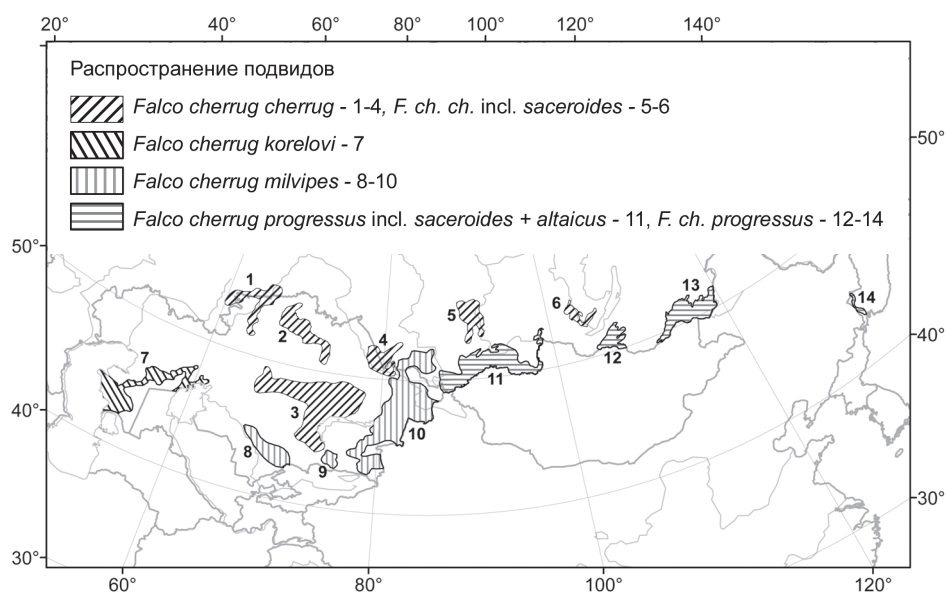 20° 40° 60° 80° 100° 120° 140°
Распространение подвидов
Falco cherrug cherrug - 1-4, F. ch. ch. incl. saceroides - 5-6
50°
Falco cherrug korelovi - 7
Falco cherrug milvipes - 8-10
Falco cherrug progressus incl. saceroides + altaicus - 11, F. ch. progressus - 12-14
50°
1
13
6
14
5
2
4
40°
12
7
11
40°
3
10
8
9
30°
30°
60° 80° 100° 120°